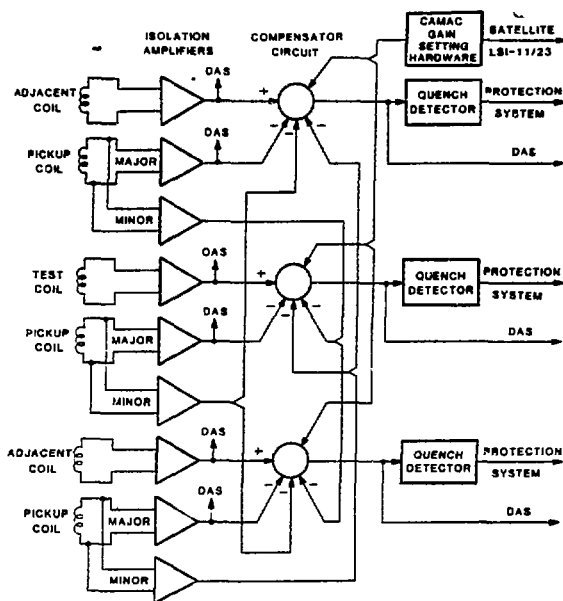 ISOLATION
AMPLIFIERS
COMPENSATOR
CIRCUIT
CAMAC
GAIN
SETTING
HARDWARE
SATELLITE
LSI-11/23
DAS
ADJACENT
COIL
+
-
-
-
QUENCH
DETECTOR
PROTECTION
SYSTEM
DAS
PICKUP
COIL
MAJOR
DAS
MINOR
TEST
COIL
DAS
+
-
-
-
QUENCH
DETECTOR
PROTECTION
SYSTEM
DAS
PICKUP
COIL
MAJOR
DAS
MINOR
ADJACENT
COIL
DAS
+
-
-
-
QUENCH
DETECTOR
PROTECTION
SYSTEM
DAS
PICKUP
COIL
MAJOR
DAS
MINOR